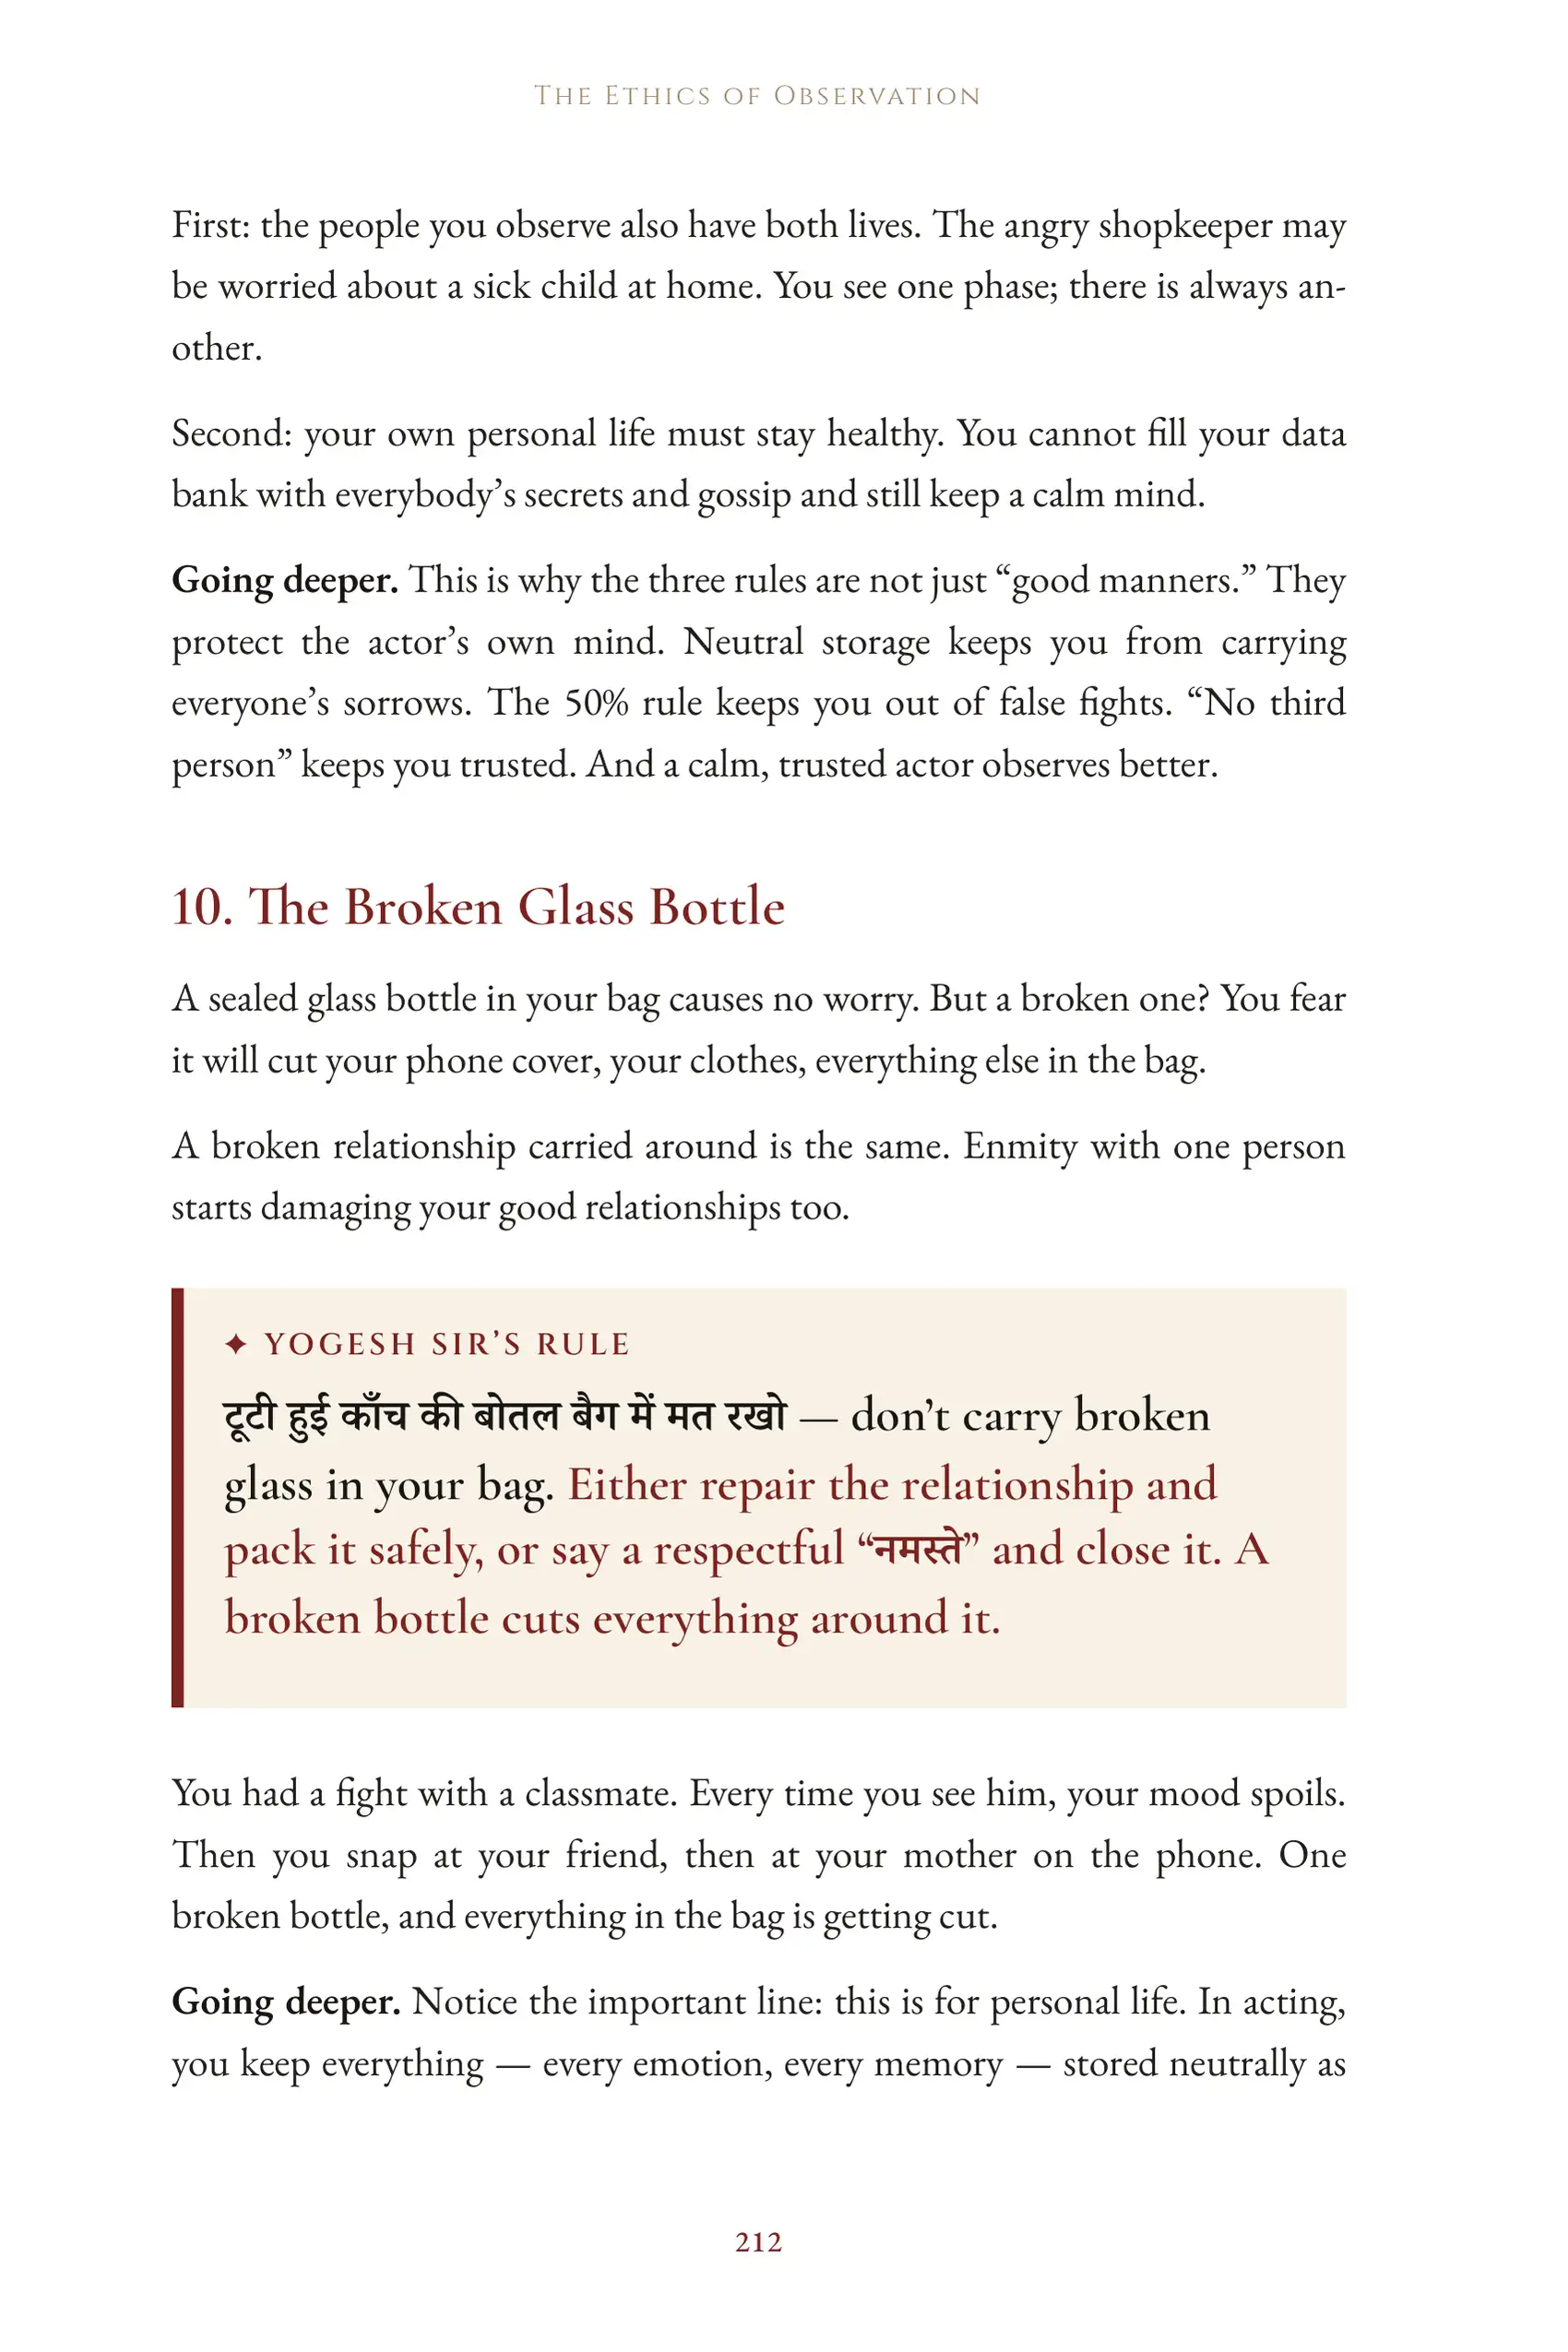 The Ethics of Observation
First: the people you observe also have both lives. The angry shopkeeper may
be worried about a sick child at home. You see one phase; there is always an-
other.
Second: your own personal life must stay healthy. You cannot fill your data
bank with everybody’s secrets and gossip and still keep a calm mind.
Going deeper. This is why the three rules are not just “good manners.” They
protect the actor’s own mind. Neutral storage keeps you from carrying
everyone’s sorrows. The 50% rule keeps you out of false fights. “No third
person” keeps you trusted. And a calm, trusted actor observes better.
10. The Broken Glass Bottle
A sealed glass bottle in your bag causes no worry. But a broken one? You fear
it will cut your phone cover, your clothes, everything else in the bag.
A broken relationship carried around is the same. Enmity with one person
starts damaging your good relationships too.
✦ YOGESH SIR’S RULE
टूटी हुई काँच की बोतल बैग में मत रखो — don’t carry broken
glass in your bag. Either repair the relationship and
pack it safely, or say a respectful “नमस्ते” and close it. A
broken bottle cuts everything around it.
You had a fight with a classmate. Every time you see him, your mood spoils.
Then you snap at your friend, then at your mother on the phone. One
broken bottle, and everything in the bag is getting cut.
Going deeper. Notice the important line: this is for personal life. In acting,
you keep everything — every emotion, every memory — stored neutrally as
212